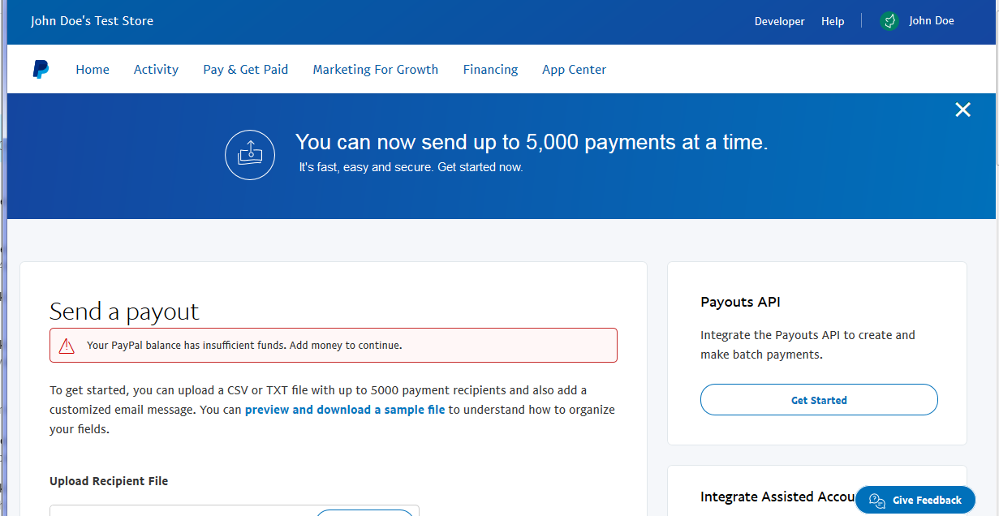 John Doe's Test Store
Developer
Help
John Doe
Home
Activity
Pay & Get Paid
Marketing For Growth
Financing
App Center
You can now send up to 5,000 payments at a time.
It's fast, easy and secure. Get started now.
Send a payout
Your PayPal balance has insufficient funds. Add money to continue.
To get started, you can upload a CSV or TXT file with up to 5000 payment recipients and also add a
customized email message. You can preview and download a sample file to understand how to organize
your fields.
Upload Recipient File
Payouts API
Integrate the Payouts API to create and
make batch payments.
Get Started
Integrate Assisted Accou
Give Feedback